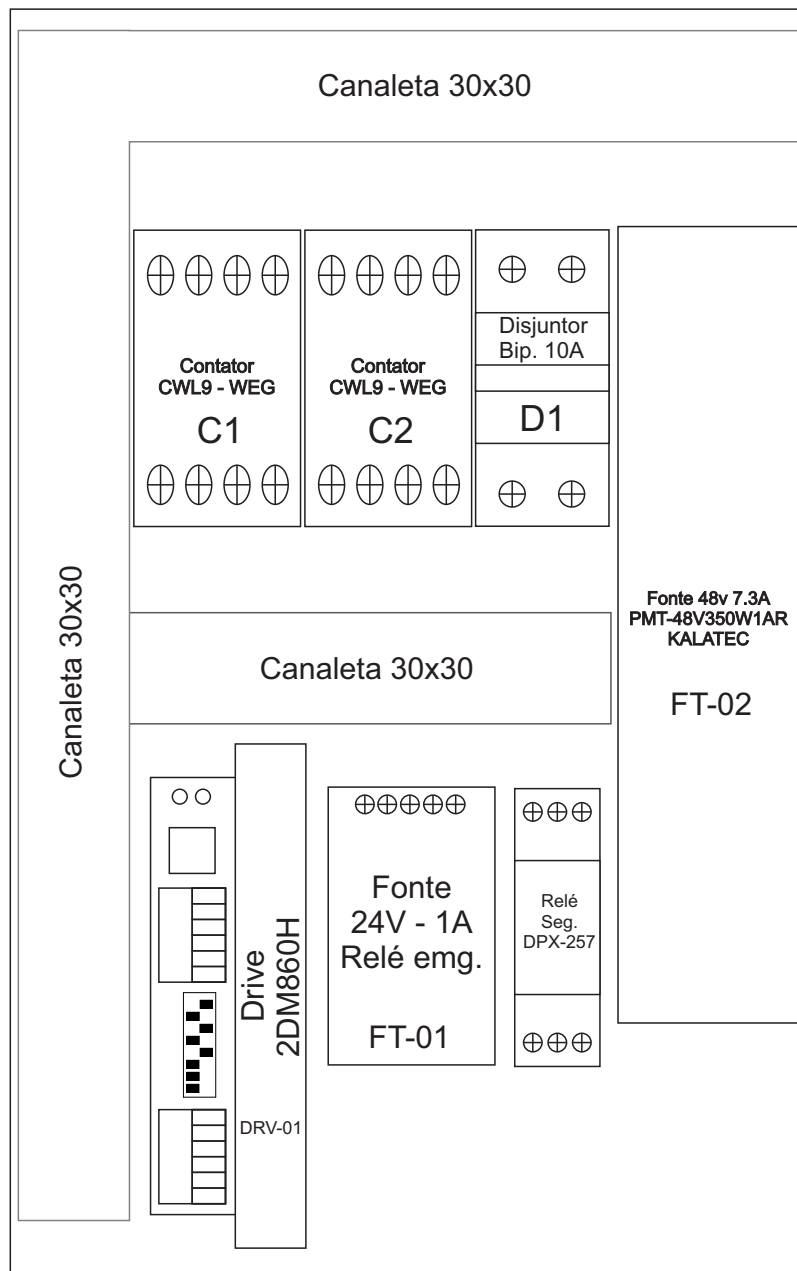 Canaleta 30x30
Contator
CWL9 - WEG
C1
Contator
CWL9 - WEG
C2
Disjuntor
Bip. 10A
D1
Canaleta 30x30
Fonte 48v 7.3A
PMT-48V350W1AR
KALATEC
FT-02
Canaleta 30x30
Drive
2DM860H
DRV-01
Fonte
24V - 1A
Relé emg.
FT-01
Relé
Seg.
DPX-257